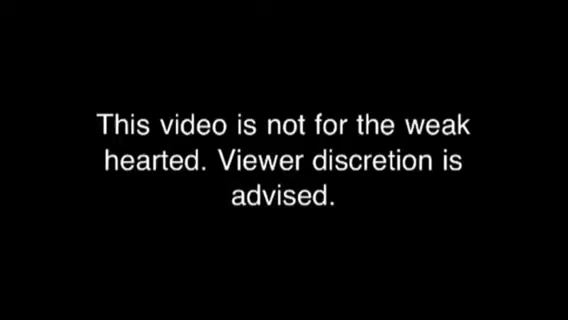 This video is not for the weak
hearted. Viewer discretion is
advised.